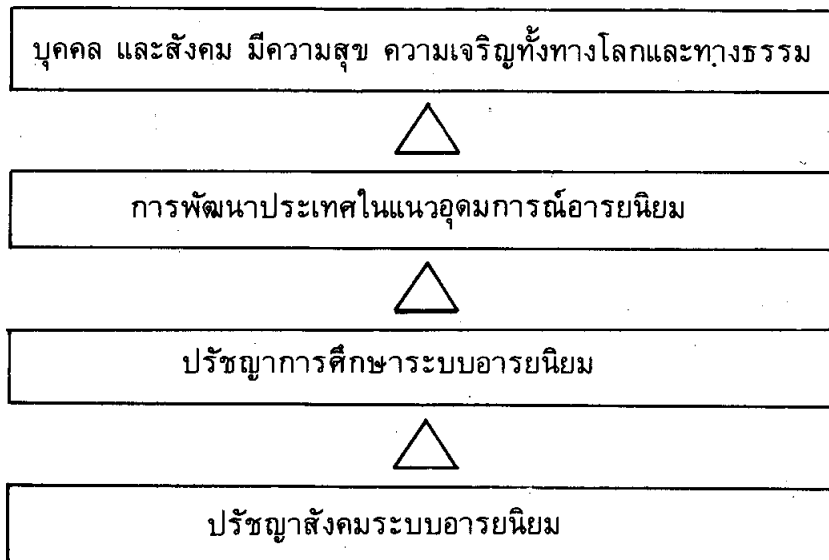 บุคคล และสังคม มีความสุข ความเจริญทั้งทางโลกและทางธรรม
การพัฒนาประเทศในแนวอุดมการณ์อารยนิยม
ปรัชญาการศึกษาระบบอารยนิยม
ปรัชญาสังคมระบบอารยนิยม